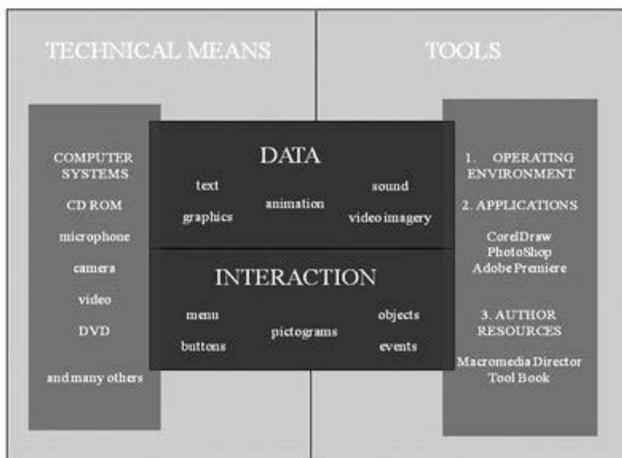 TECHNICAL MEANS
TOOLS
COMPUTER
SYSTEMS
CD ROM
microphone
camera
video
DVD
and many others
DATA
text
sound
animation
graphics
video imagery
INTERACTION
menu
objects
pictograms
buttons
events
1. OPERATING
ENVIRONMENT
2. APPLICATIONS
CorelDraw
PhotoShop
Adobe Premiere
3. AUTHOR
RESOURCES
Macromedia Director
Tool Book